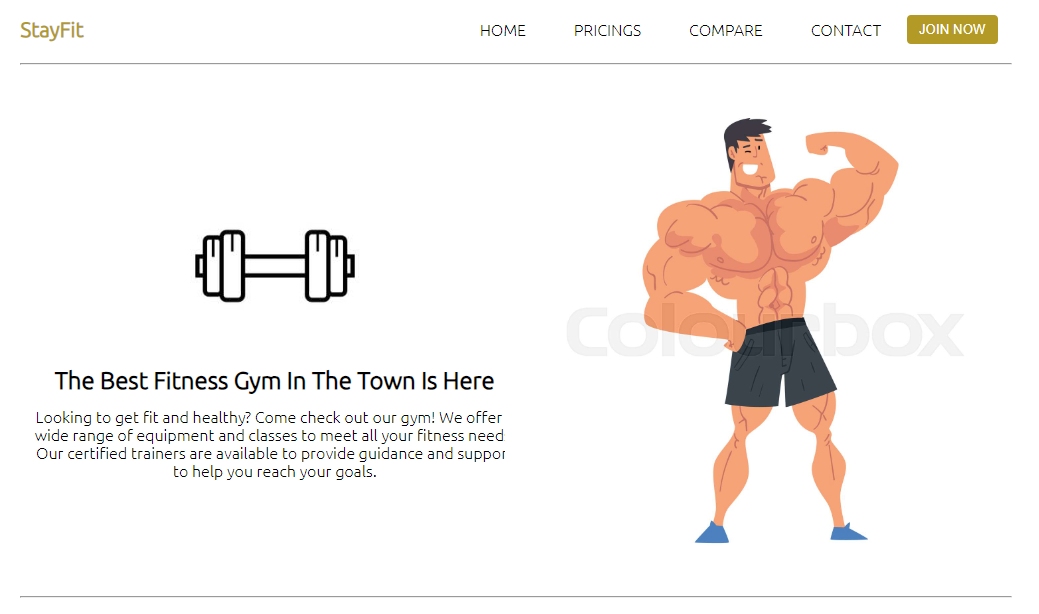 StayFit
HOME PRICINGS COMPARE CONTACT JOIN NOW
The Best Fitness Gym In The Town Is Here
Looking to get fit and healthy? Come check out our gym! We offer
wide range of equipment and classes to meet all your fitness need
Our certified trainers are available to provide guidance and suppor
to help you reach your goals.
Colourbox